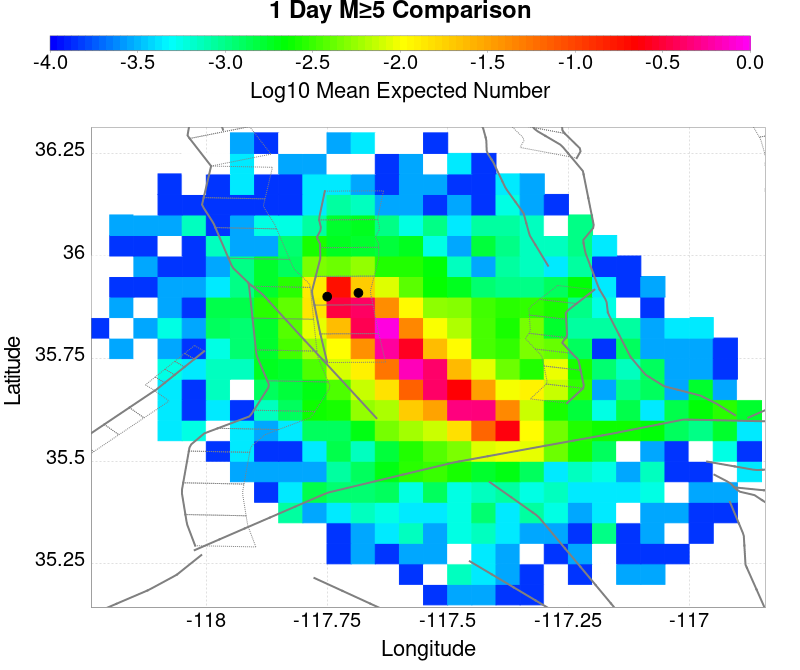 1 Day M≥5 Comparison
-4.0 -3.5 -3.0 -2.5 -2.0 -1.5 -1.0 -0.5 0.0
Log10 Mean Expected Number
36.25
36
35.75
35.5
35.25
Latitude
-118 -117.75 -117.5 -117.25 -117
Longitude